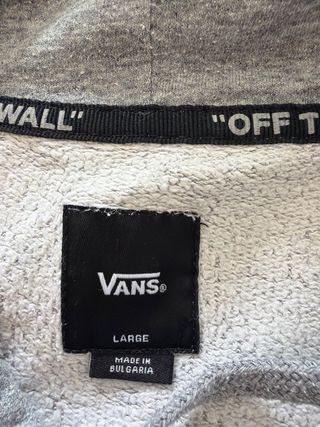 WALL" "OFF T
VANS®
LARGE
MADE IN
BULGARIA